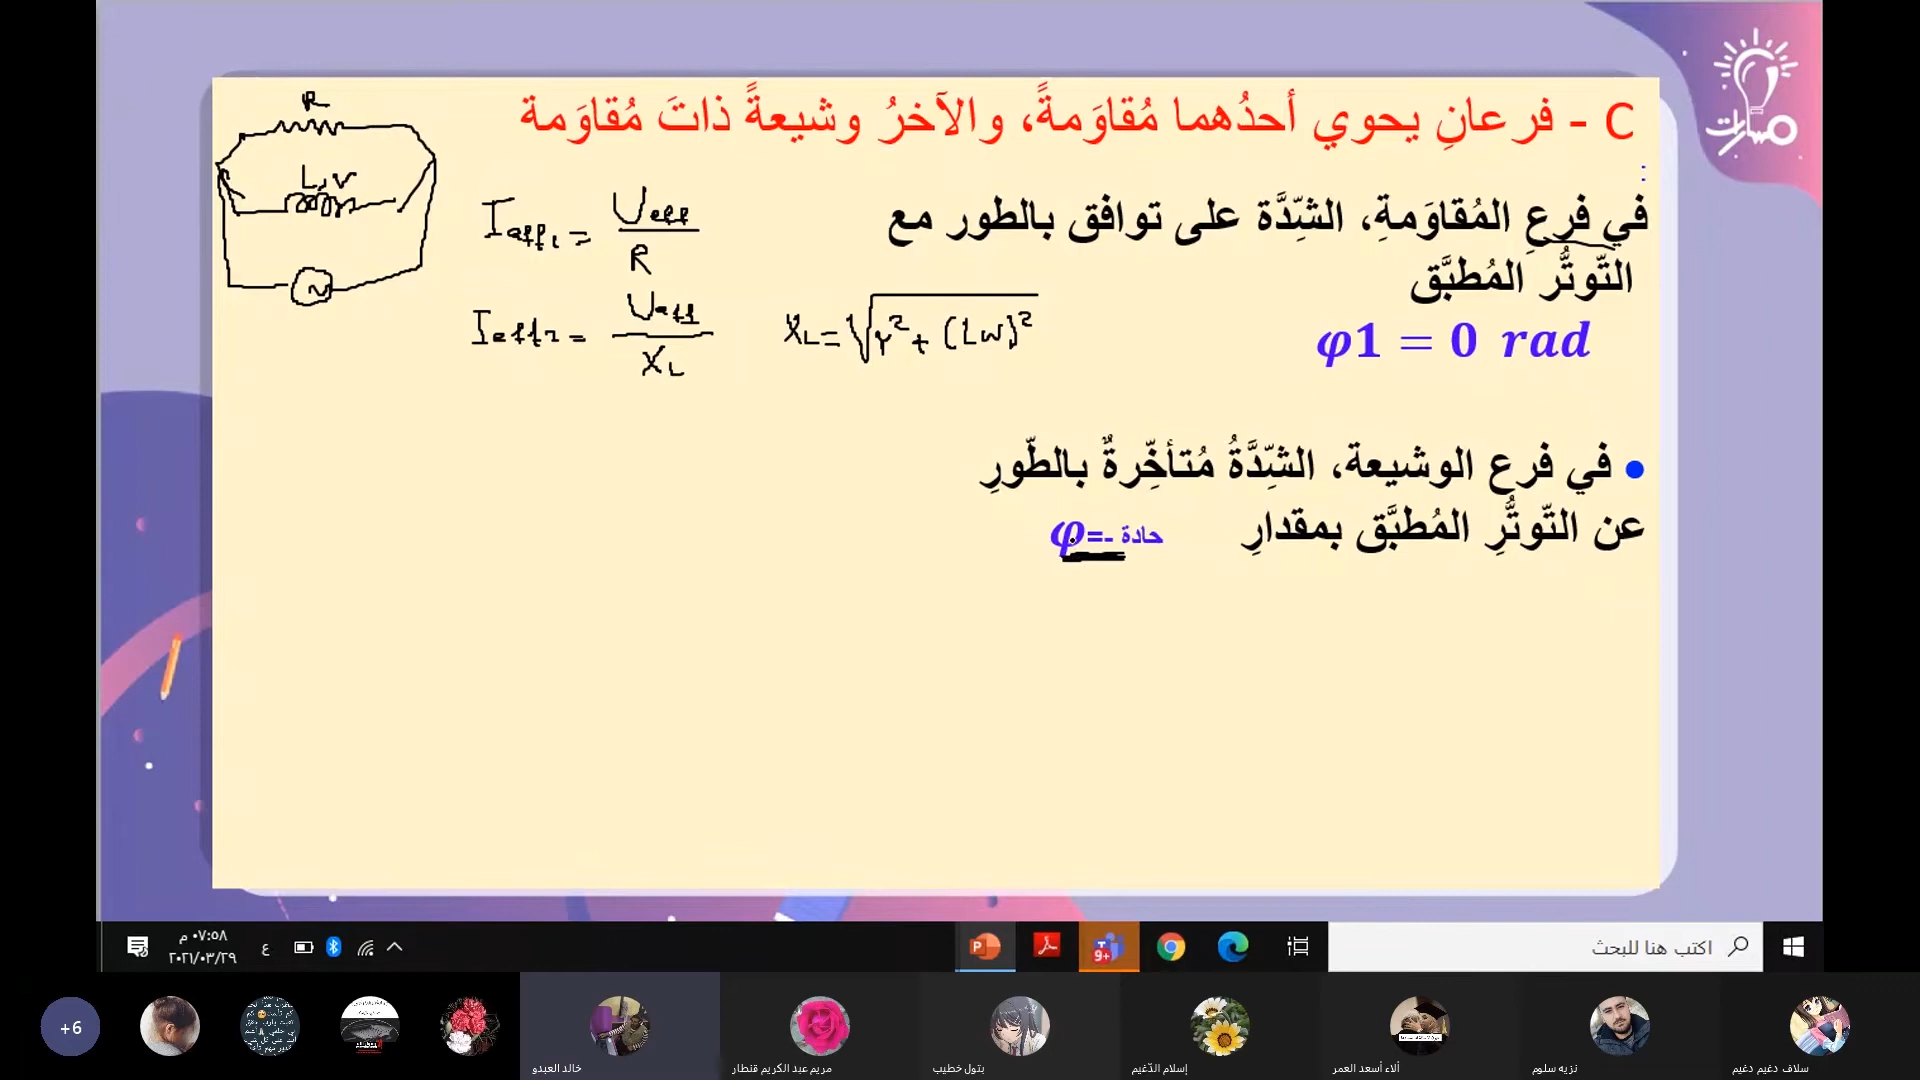 C - فرعانِ يحوي أحدُهما مُقاوَمةً، والآخرُ وشيعةً ذاتَ مُقاوَمة
:
في فرعِ المُقاوَمةِ، الشِّدَّة على توافق بالطور مع
التّوتُّر المُطبَّق
φ1 = 0 rad
• في فرع الوشيعة، الشِّدَّةُ مُتأخِّرةٌ بالطّورِ
عن التّوتُّرِ المُطبَّق بمقدارِ
φ=- حادة
R
L,r
Ieff1 = Ueff / R
Ieff2 = Ueff / XL
XL = √r² + (Lω)²
مسارات
٠٧:٥٨ م
٢٠٢١/٠٣/٢٩
ع
9+
اكتب هنا للبحث
+6
خالد العبدو
مريم عبد الكريم قنطار
بتول خطيب
إسلام الدّغيم
ألاء أسعد العمر
نزيه سلوم
سلاف دغيم دغيم